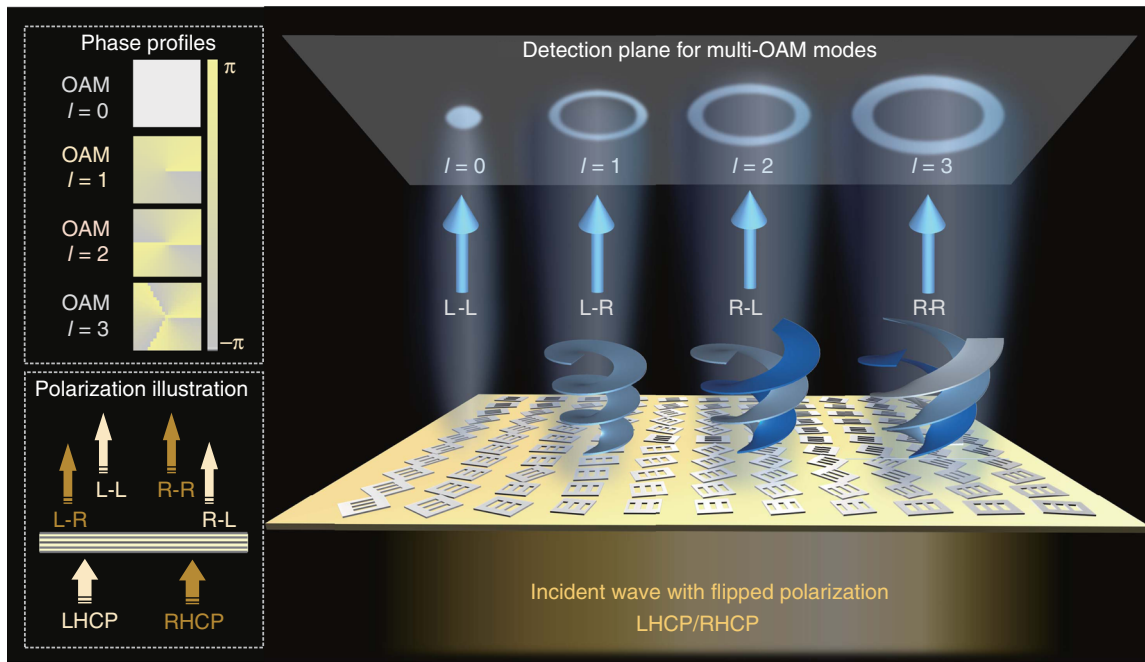 Phase profiles
π
OAM
l = 0
OAM
l = 1
OAM
l = 2
OAM
l = 3
−π
Polarization illustration
L-L
R-R
L-R
R-L
LHCP
RHCP
Detection plane for multi-OAM modes
l = 0
l = 1
l = 2
l = 3
L-L
L-R
R-L
R-R
Incident wave with flipped polarization
LHCP/RHCP